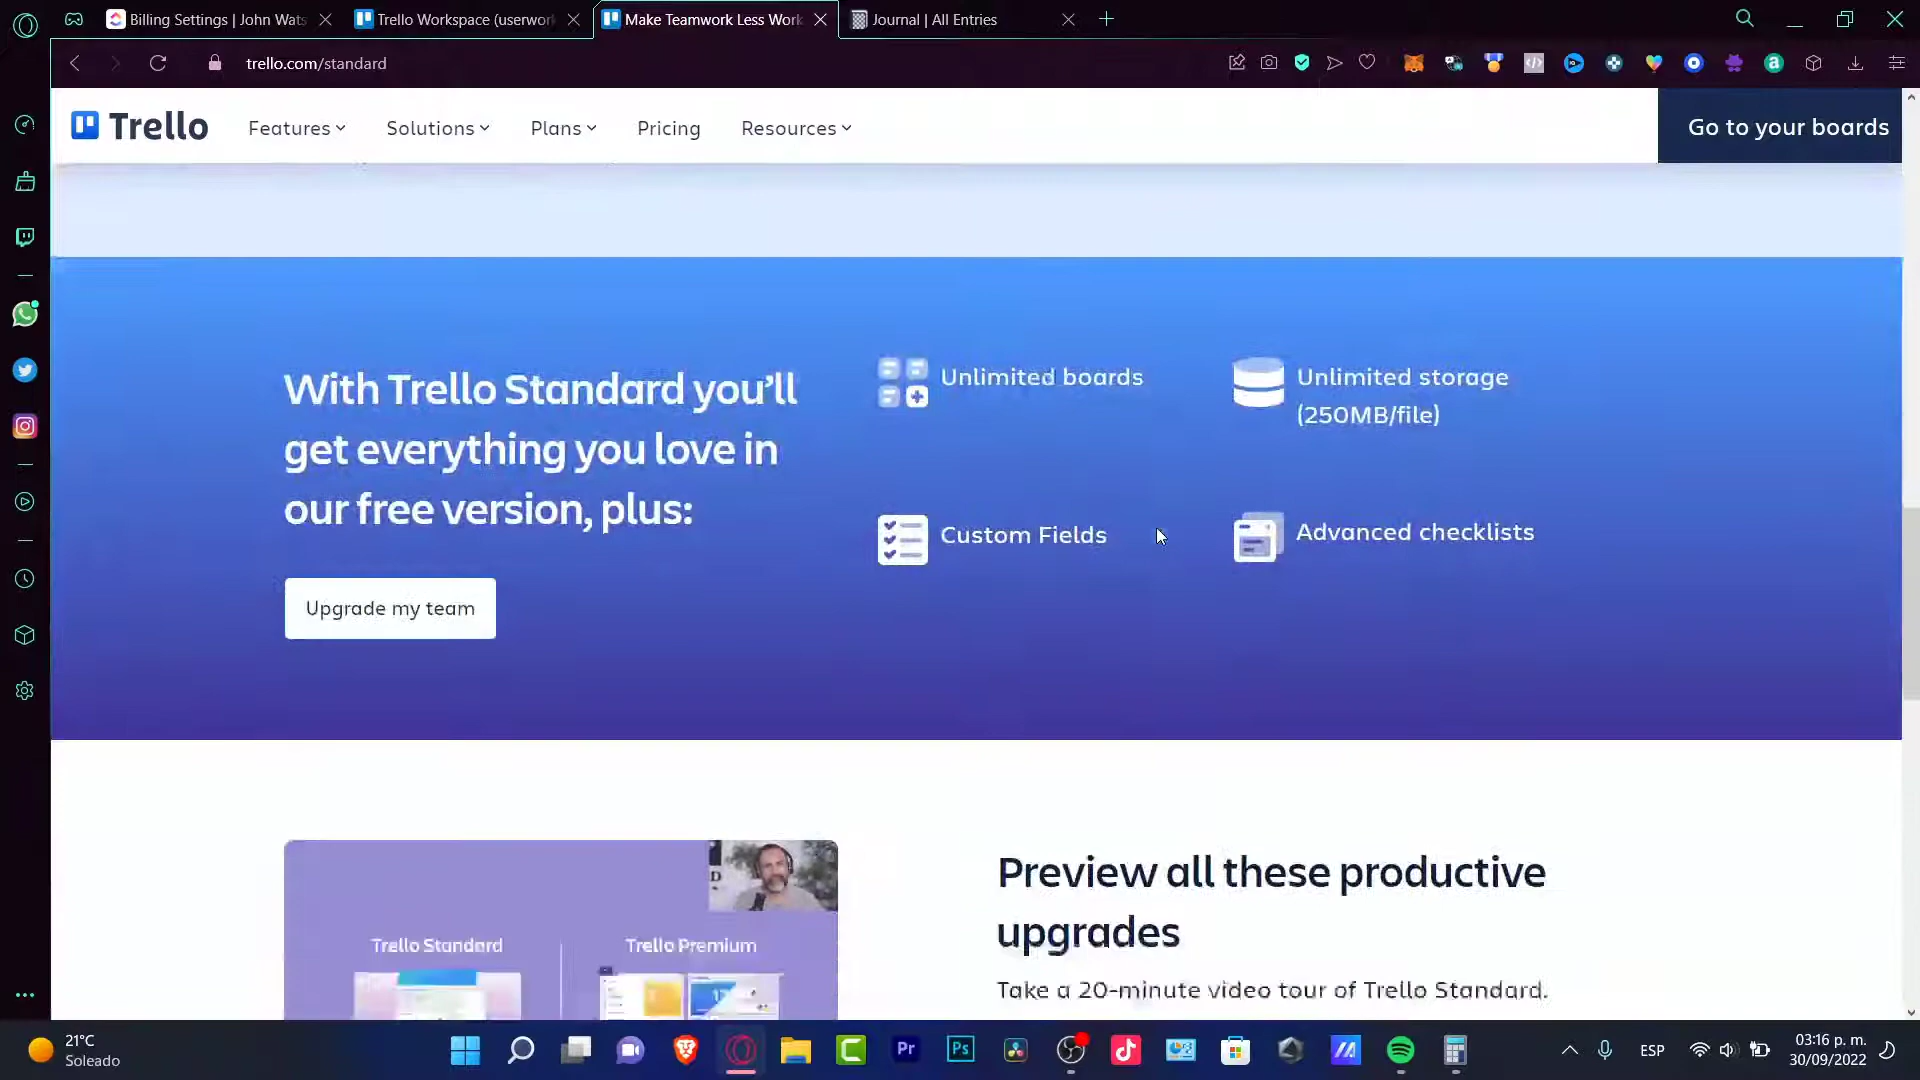 Billing Settings | John Wats
Trello Workspace (userwor
Make Teamwork Less Work
Journal | All Entries
trello.com/standard
Trello
Features
Solutions
Plans
Pricing
Resources
Go to your boards
With Trello Standard you'll
get everything you love in
our free version, plus:
Upgrade my team
Unlimited boards
Unlimited storage
(250MB/file)
Custom Fields
Advanced checklists
D
Trello Standard
Trello Premium
Preview all these productive
upgrades
Take a 20-minute video tour of Trello Standard.
21°C
Soleado
Pr
Ps
ESP
03:16 p. m.
30/09/2022